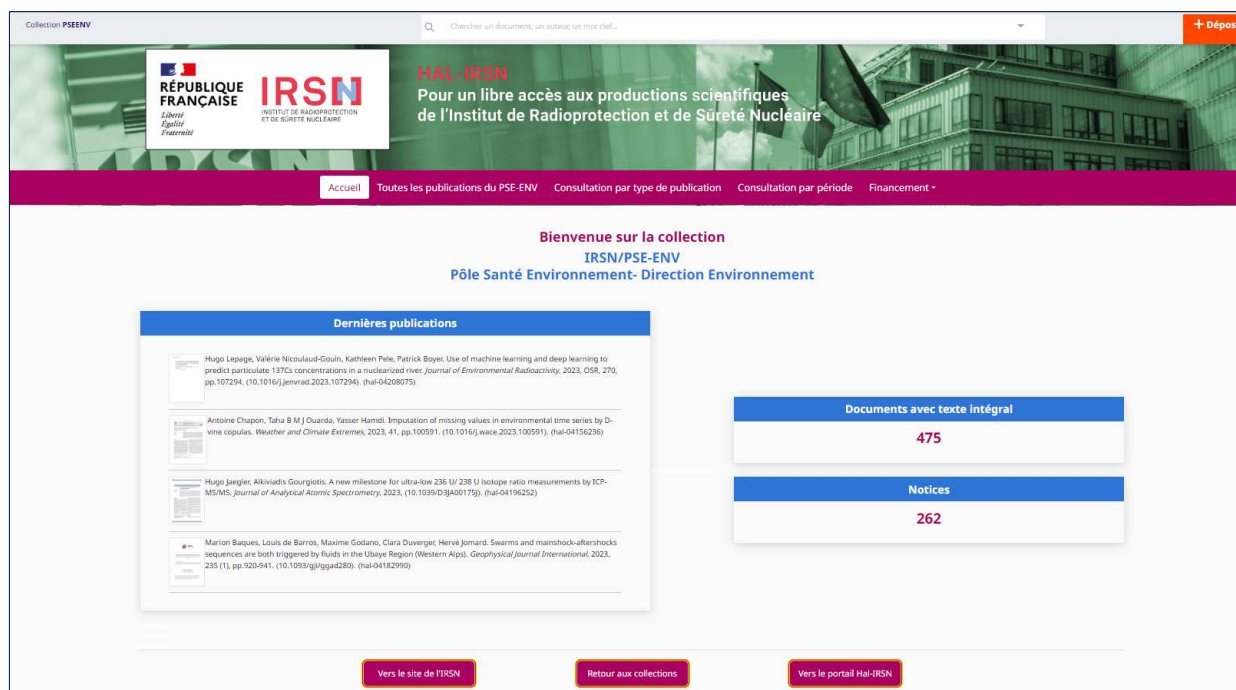 Collection PSEENV
Chercher un document, un auteur, un mot clef...
+ Dépos
RÉPUBLIQUE
FRANÇAISE
Liberté
Égalité
Fraternité
IRSN
INSTITUT DE RADIOPROTECTION
ET DE SÛRETÉ NUCLÉAIRE
HAL-IRSN
Pour un libre accès aux productions scientifiques
de l'Institut de Radioprotection et de Sûreté Nucléaire
IRSN
Accueil Toutes les publications du PSE-ENV Consultation par type de publication Consultation par période Financement
Bienvenue sur la collection
IRSN/PSE-ENV
Pôle Santé Environnement- Direction Environnement
Dernières publications
Hugo Lepage, Valérie Nicoulaud-Gouin, Kathleen Pele, Patrick Boyer. Use of machine learning and deep learning to
predict particulate 137Cs concentrations in a nuclearized river. Journal of Environmental Radioactivity, 2023, OSR, 270,
pp.107294. ⟨10.1016/j.jenvrad.2023.107294⟩. ⟨hal-04208075⟩
Antoine Chapon, Taha B M J Ouarda, Yasser Hamdi. Imputation of missing values in environmental time series by D-
vine copulas. Weather and Climate Extremes, 2023, 41, pp.100591. ⟨10.1016/j.wace.2023.100591⟩. ⟨hal-04156236⟩
Hugo Jaegler, Alkiviadis Gourgiotis. A new milestone for ultra-low 236 U/ 238 U isotope ratio measurements by ICP-
MS/MS. Journal of Analytical Atomic Spectrometry, 2023, ⟨10.1039/D3JA00175J⟩. ⟨hal-04196252⟩
Marion Baques, Louis de Barros, Maxime Godano, Clara Duverger, Hervé Jomard. Swarms and mainshock-aftershocks
sequences are both triggered by fluids in the Ubaye Region (Western Alps). Geophysical Journal International, 2023,
235 (1), pp.920-941. ⟨10.1093/gji/ggad280⟩. ⟨hal-04182990⟩
Documents avec texte intégral
475
Notices
262
Vers le site de l'IRSN Retour aux collections Vers le portail Hal-IRSN